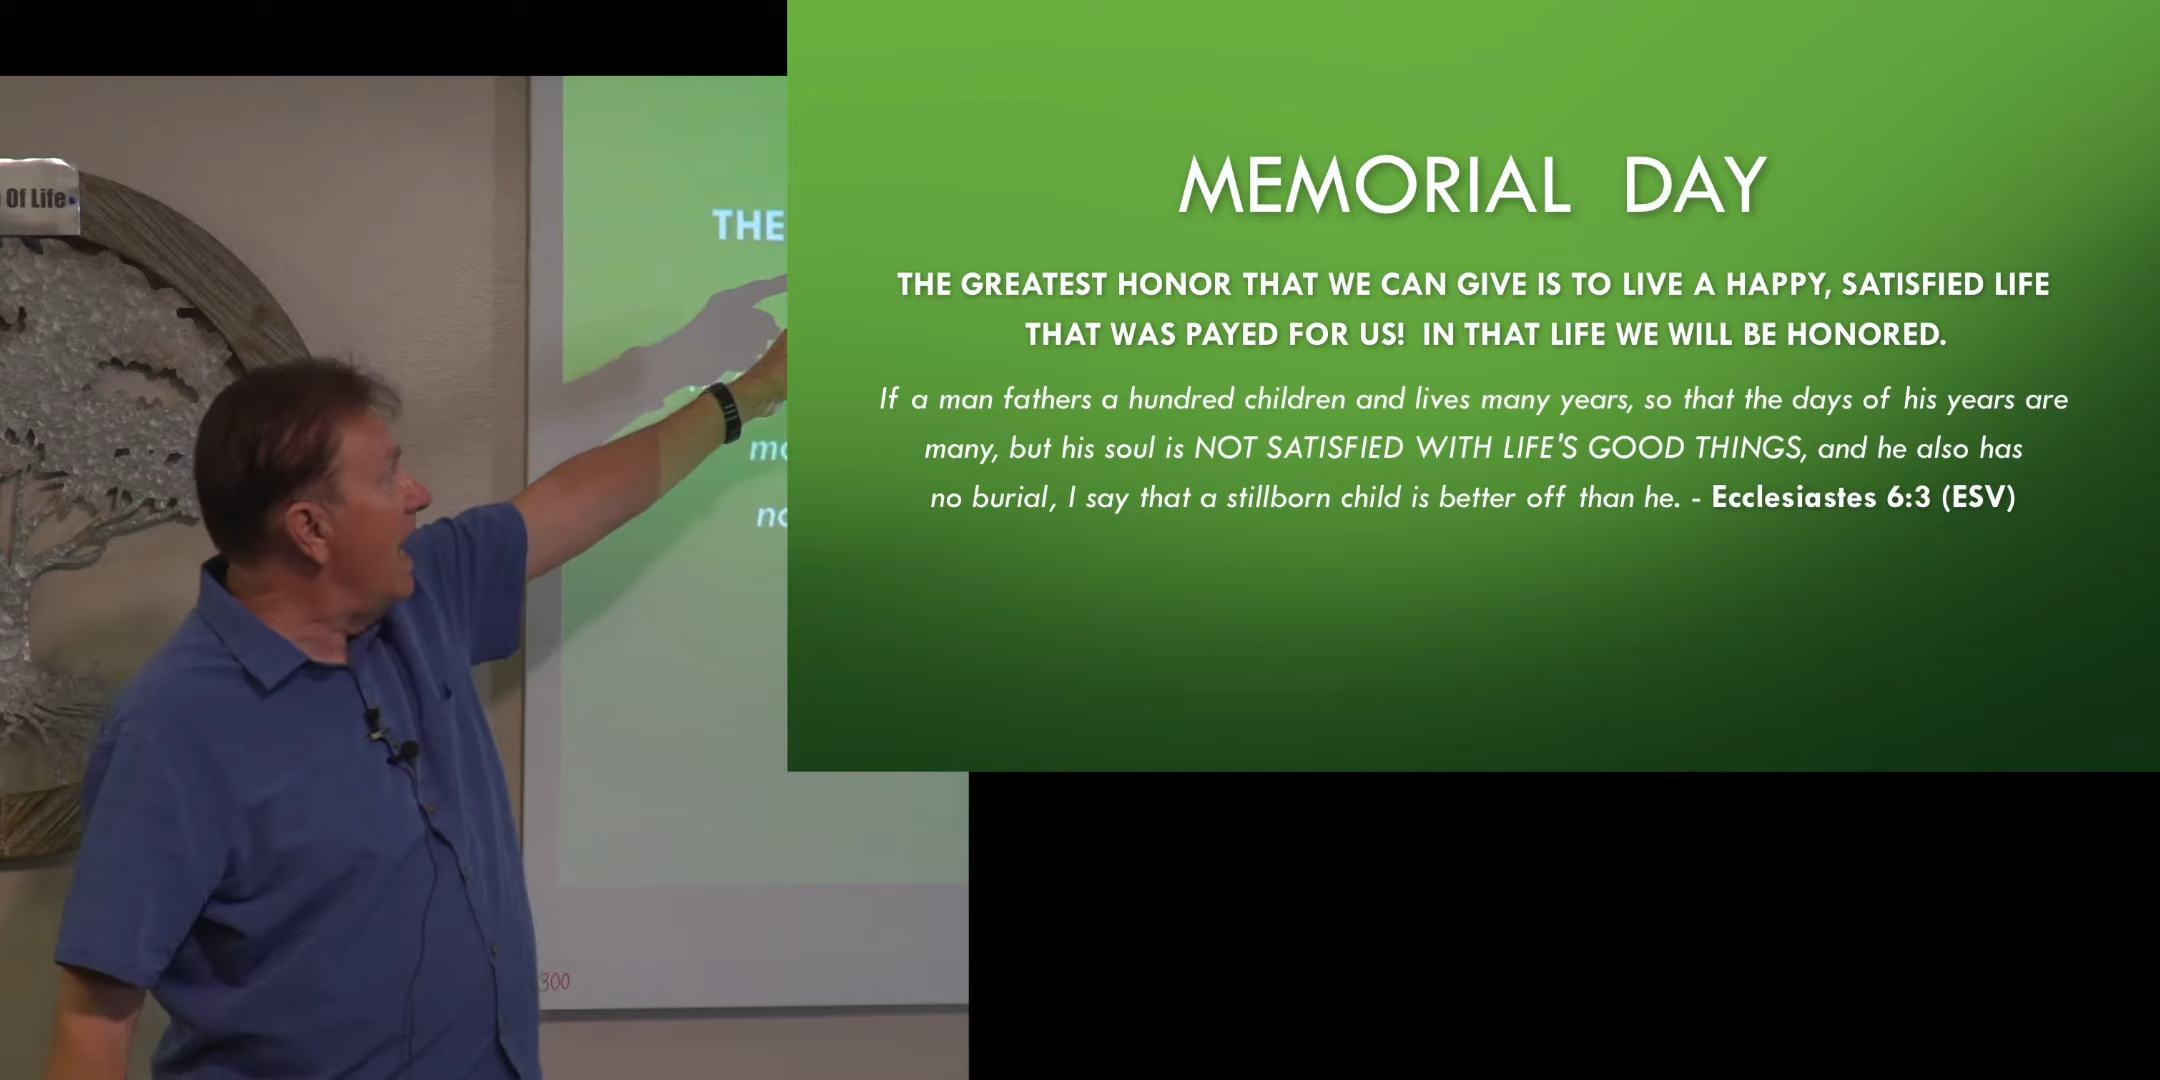 Of Life
THE
mo
no
300
MEMORIAL DAY
THE GREATEST HONOR THAT WE CAN GIVE IS TO LIVE A HAPPY, SATISFIED LIFE
THAT WAS PAYED FOR US! IN THAT LIFE WE WILL BE HONORED.
If a man fathers a hundred children and lives many years, so that the days of his years are
many, but his soul is NOT SATISFIED WITH LIFE'S GOOD THINGS, and he also has
no burial, I say that a stillborn child is better off than he. - Ecclesiastes 6:3 (ESV)